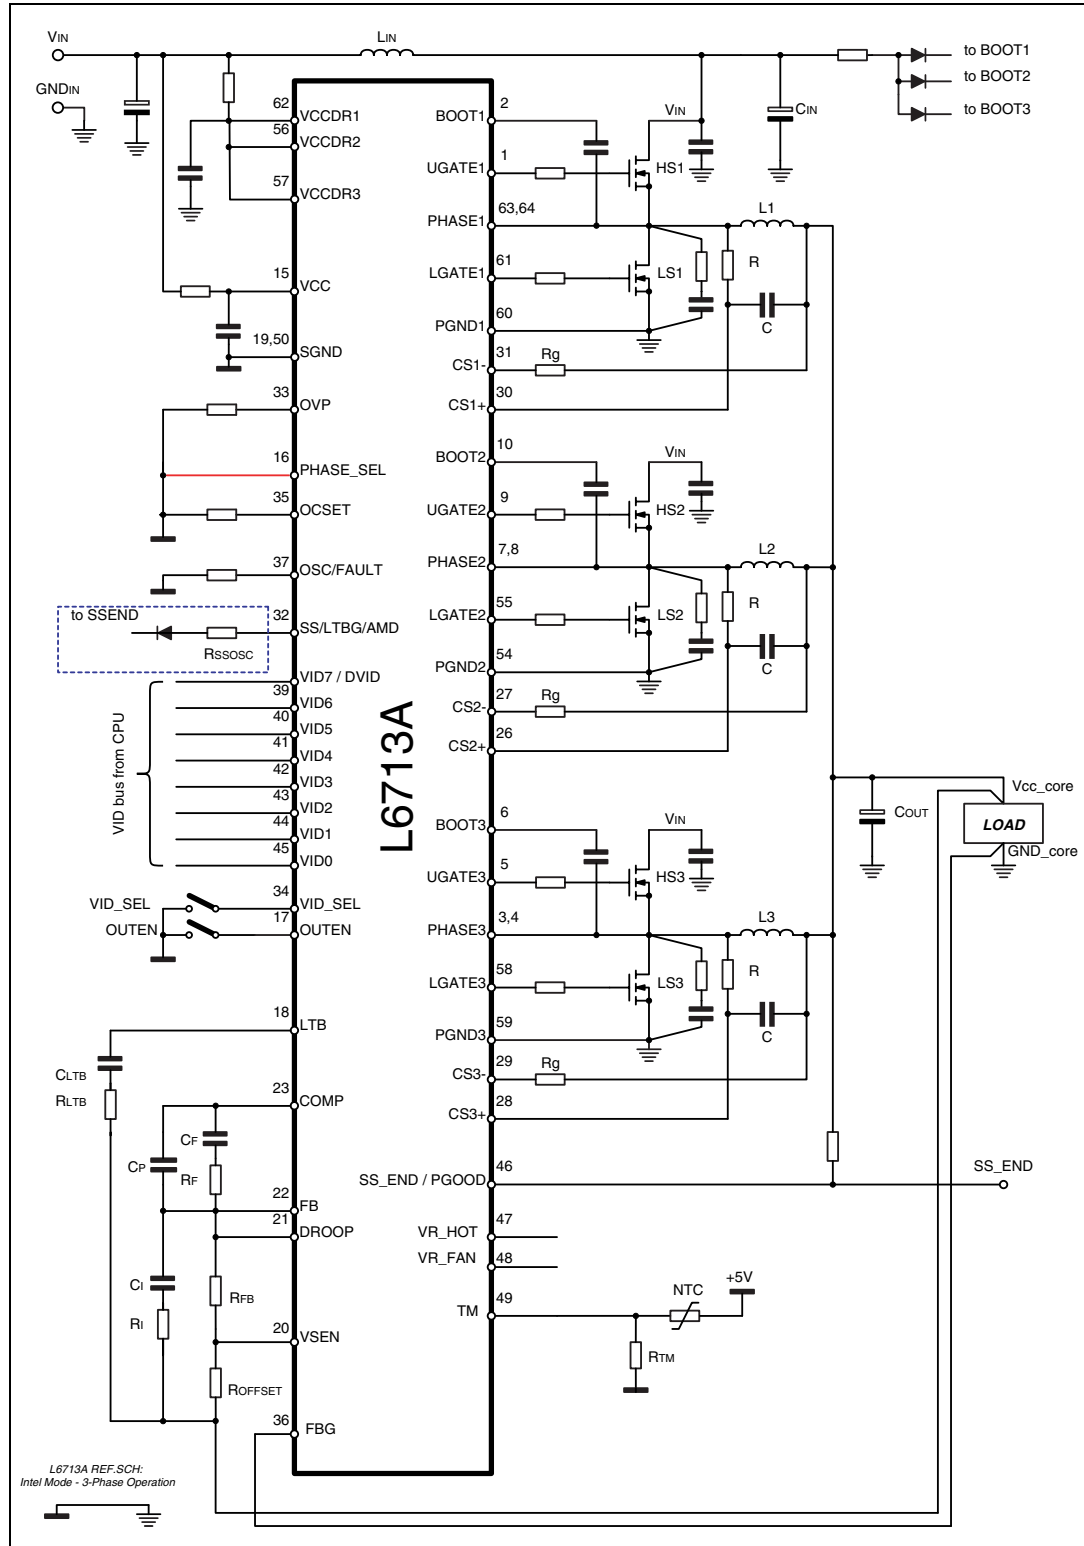 VIN
LIN
to BOOT1
to BOOT2
to BOOT3
GNDIN
CIN
62
VCCDR1
56
VCCDR2
57
VCCDR3
15
VCC
19,50
SGND
33
OVP
16
PHASE_SEL
35
OCSET
37
OSC/FAULT
to SSEND
32
SS/LTBG/AMD
RSSOSC
VID bus from CPU
VID7 / DVID
39
VID6
40
VID5
41
VID4
42
VID3
43
VID2
44
VID1
45
VID0
34
VID_SEL
VID_SEL
17
OUTEN
OUTEN
18
LTB
CLTB
RLTB
23
COMP
CF
CP
RF
22
FB
21
DROOP
CI
RFB
RI
20
VSEN
ROFFSET
36
FBG
L6713A
2
BOOT1
VIN
1
UGATE1
HS1
63,64
PHASE1
L1
61
LGATE1
LS1
R
C
60
PGND1
31
CS1-
Rg
30
CS1+
10
BOOT2
VIN
9
UGATE2
HS2
7,8
PHASE2
L2
55
LGATE2
LS2
R
C
54
PGND2
27
CS2-
Rg
26
CS2+
6
BOOT3
VIN
5
UGATE3
HS3
3,4
PHASE3
L3
58
LGATE3
LS3
R
C
59
PGND3
29
CS3-
Rg
28
CS3+
COUT
Vcc_core
LOAD
GND_core
46
SS_END / PGOOD
SS_END
47
VR_HOT
48
VR_FAN
49
TM
NTC
+5V
RTM
L6713A REF.SCH:
Intel Mode - 3-Phase Operation